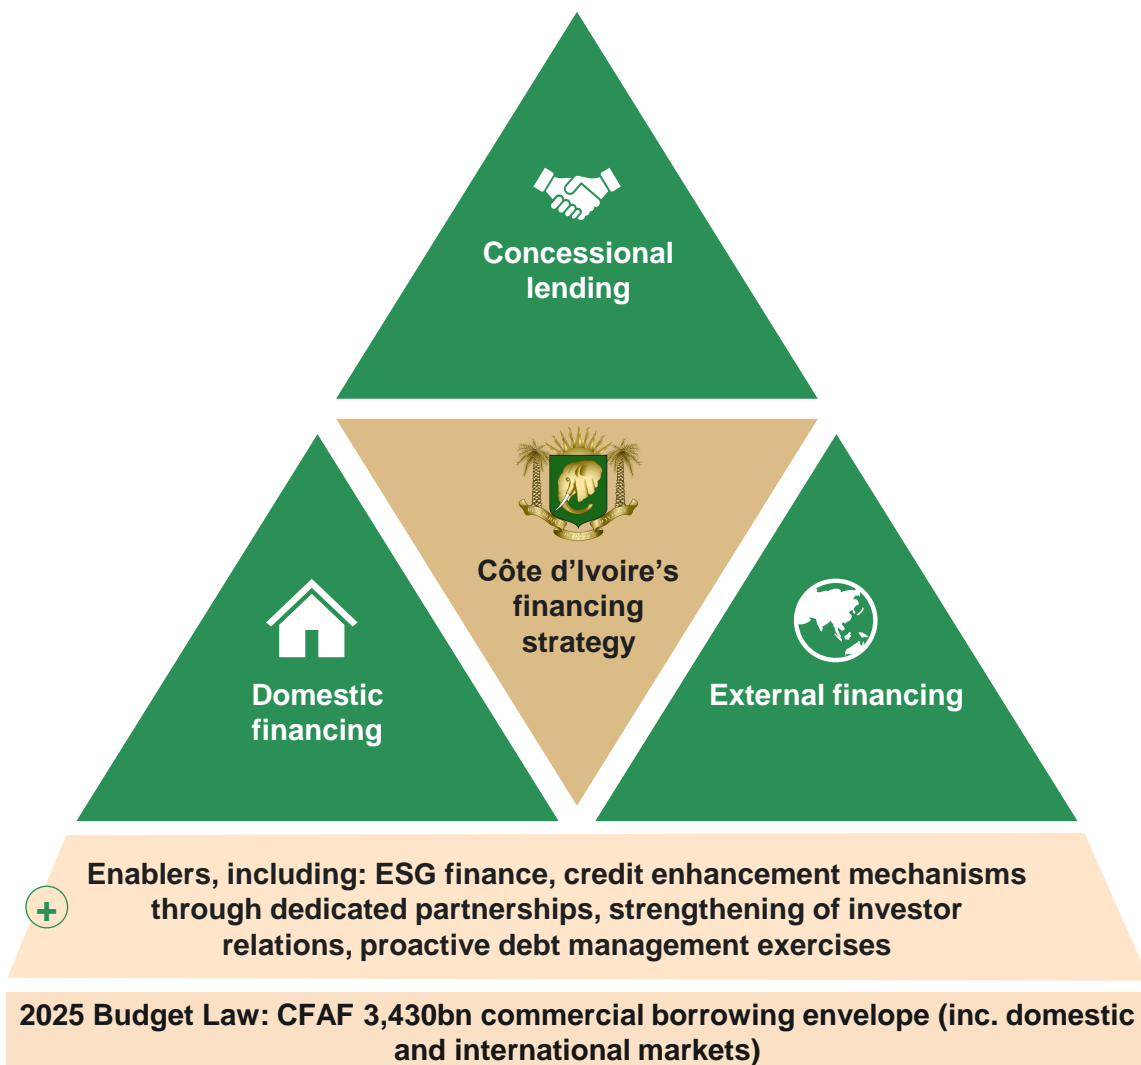 Concessional
lending
Côte d’Ivoire’s
financing
strategy
Domestic
financing
External financing
+
Enablers, including: ESG finance, credit enhancement mechanisms
through dedicated partnerships, strengthening of investor
relations, proactive debt management exercises
2025 Budget Law: CFAF 3,430bn commercial borrowing envelope (inc. domestic
and international markets)